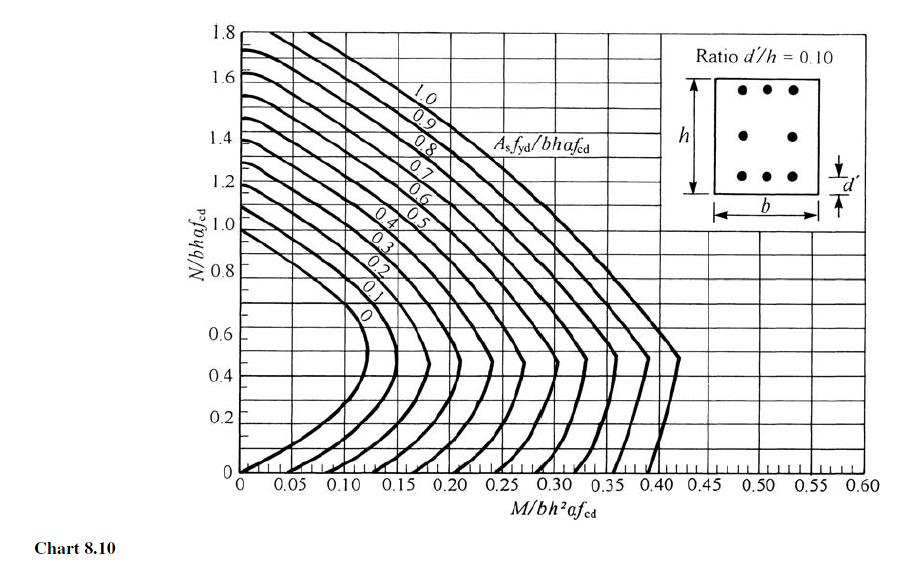 1.8
1.6
1.4
1.2
1.0
0.8
0.6
0.4
0.2
0
N/bhαf_cd
1.0
0.9
0.8
0.7
0.6
0.5
0.4
0.3
0.2
0.1
0
A_s f_yd/bhαf_cd
Ratio d′/h = 0.10
h
b
d′
0 0.05 0.10 0.15 0.20 0.25 0.30 0.35 0.40 0.45 0.50 0.55 0.60
M/bh²αf_cd
Chart 8.10